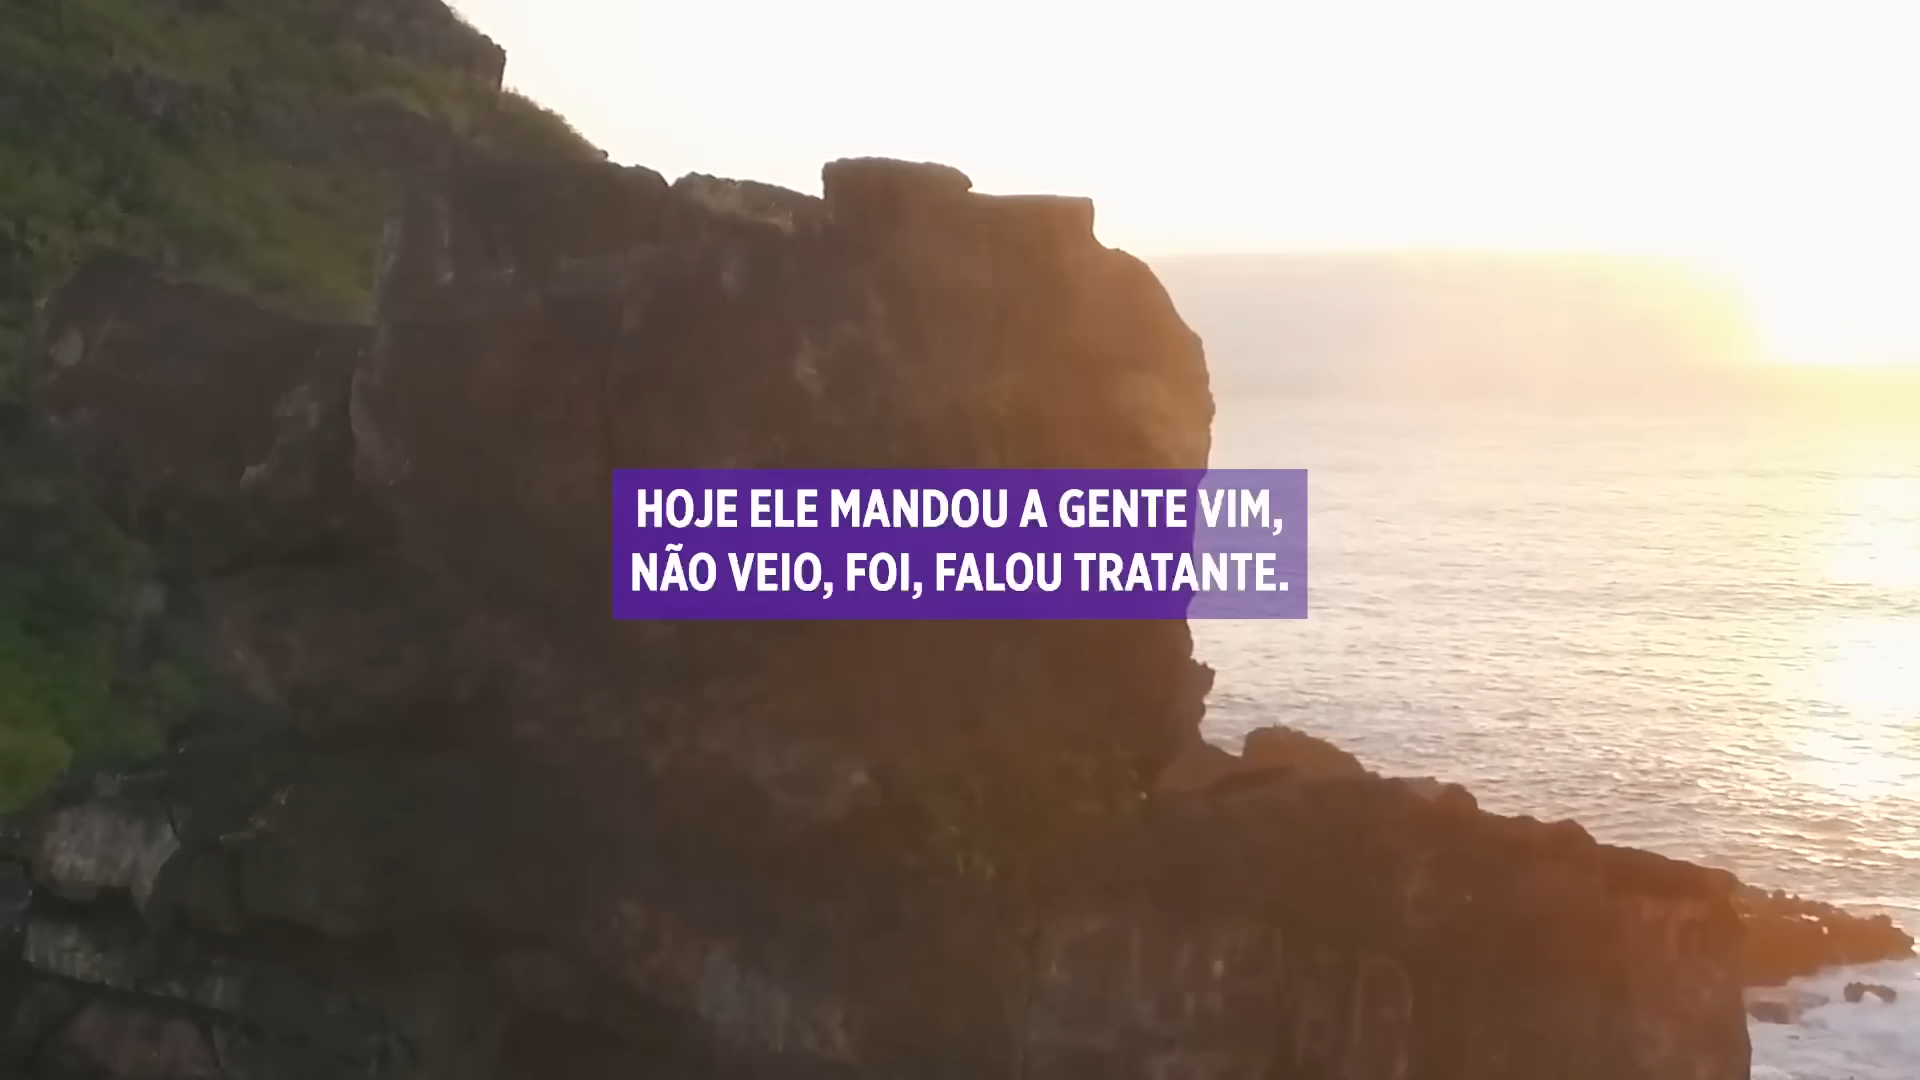 HOJE ELE MANDOU A GENTE VIM,
NÃO VEIO, FOI, FALOU TRATANTE.